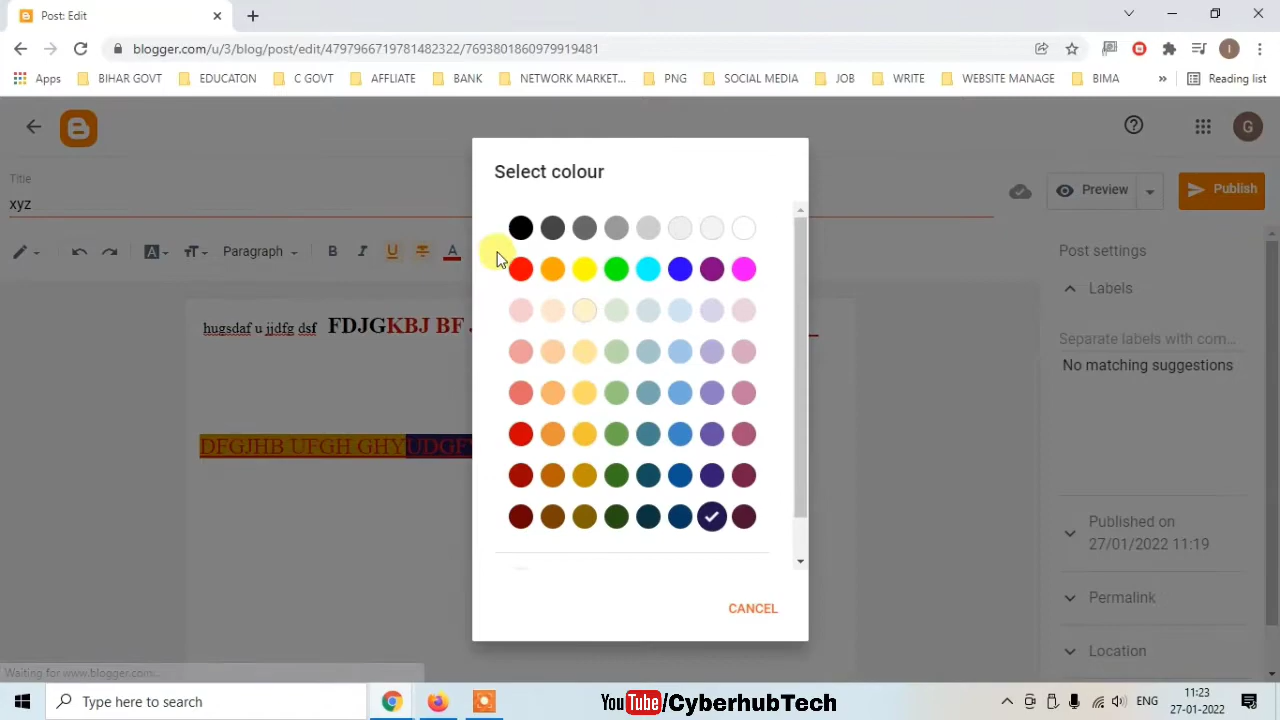 Post: Edit
blogger.com/u/3/blog/post/edit/4797966719781482322/7693801860979919481
Apps BIHAR GOVT EDUCATON C GOVT AFFLIATE BANK NETWORK MARKET... PNG SOCIAL MEDIA JOB WRITE WEBSITE MANAGE BIMA » Reading list
G
Title
xyz
Preview Publish
Paragraph B I U A
Select colour
Post settings
Labels
Separate labels with com...
No matching suggestions
hugsdaf u jjdfg dsf FDJGKBJ BF
DFGJHB UFGH GHYUDGF
Published on
27/01/2022 11:19
Permalink
Location
CANCEL
Waiting for www.blogger.com...
Type here to search
YouTube/CyberhubTech
ENG
11:23
27-01-2022